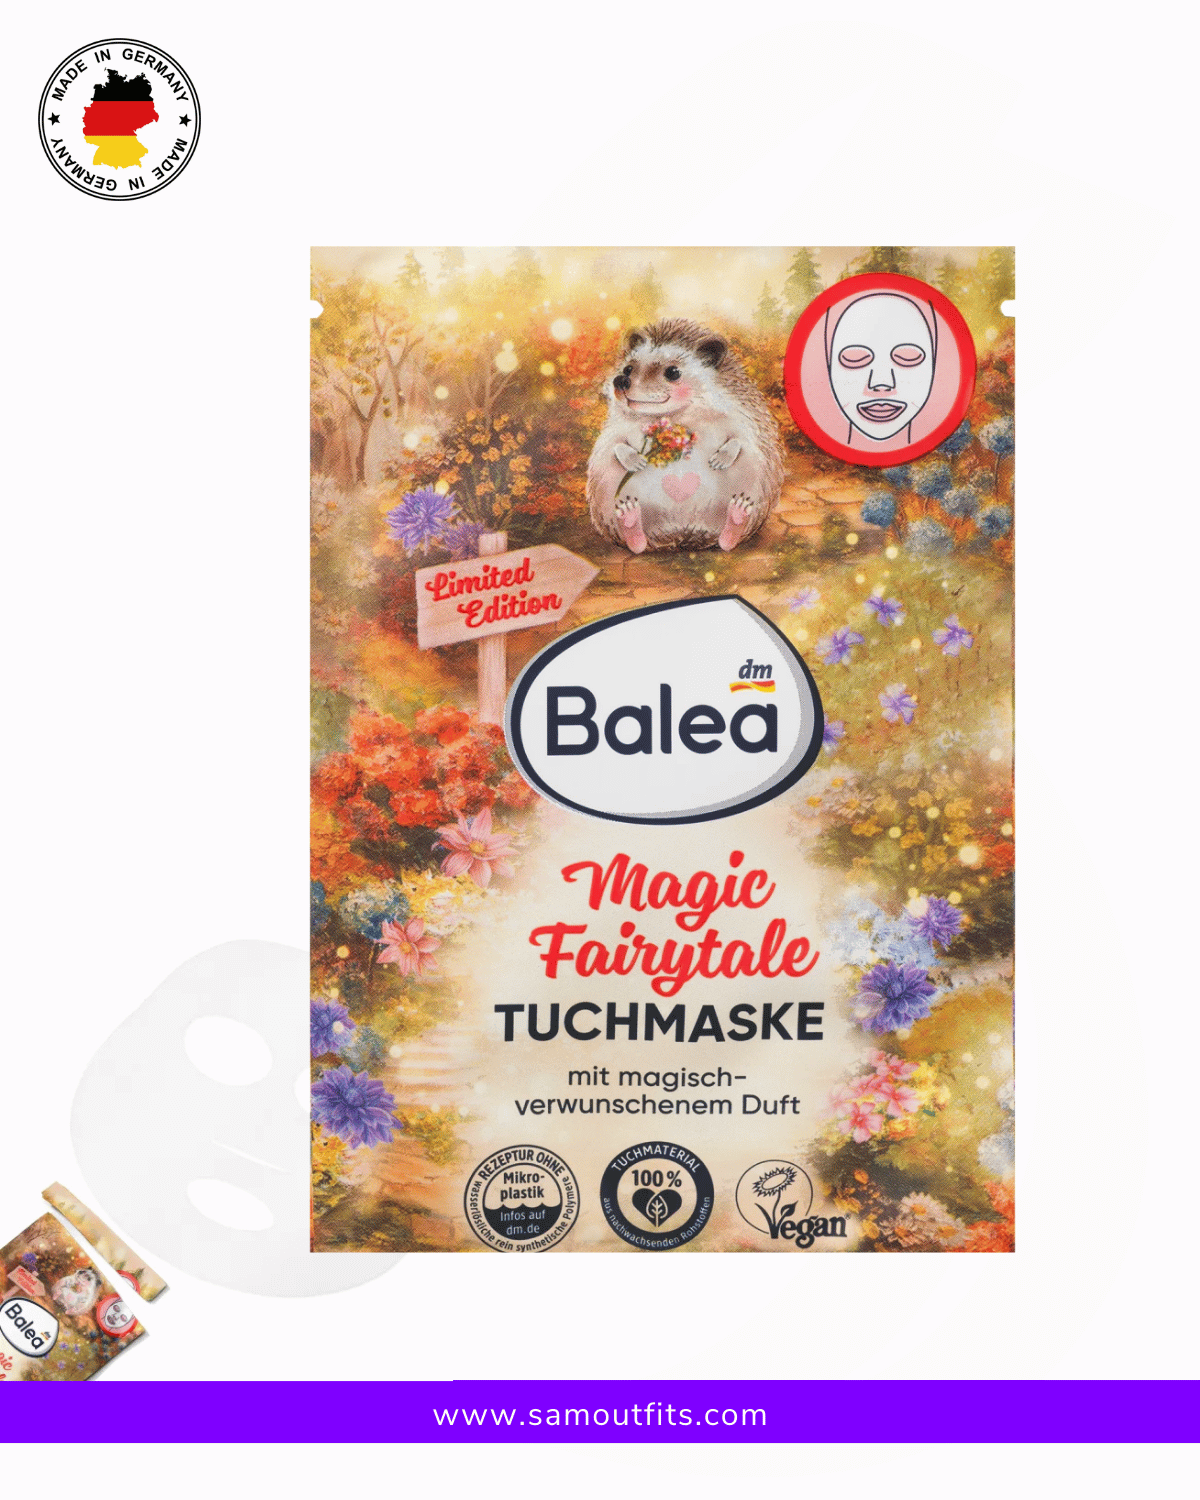 MADE IN GERMANY
MADE IN GERMANY
Limited
Edition
dm
Balea
Magic
Fairytale
TUCHMASKE
mit magisch-
verwunschenem Duft
REZEPTUR OHNE
Mikro-
plastik
Infos auf
dm.de
wasserlösliche rein synthetische Polymere
TUCHMATERIAL
100%
aus nachwachsenden Rohstoffen
Vegan
Balea
www.samoutfits.com